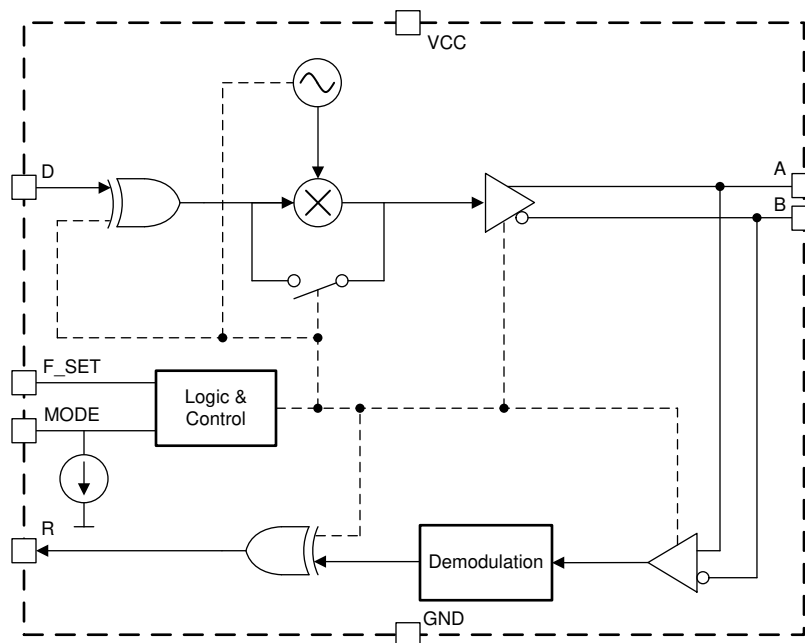 VCC
D
A
B
F_SET
Logic &
Control
MODE
R
Demodulation
GND